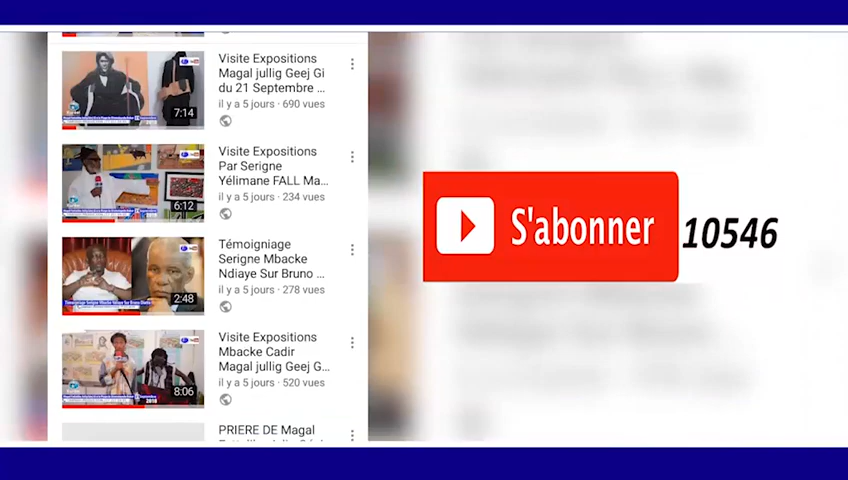 Visite Expositions
Magal jullig Geej Gi
du 21 Septembre ...
il y a 5 jours · 690 vues
7:14
Visite Expositions
Par Serigne
Yélimane FALL Ma...
il y a 5 jours · 234 vues
6:12
Témoigniage
Serigne Mbacke
Ndiaye Sur Bruno ...
il y a 5 jours · 278 vues
2:48
Visite Expositions
Mbacke Cadir
Magal jullig Geej G...
il y a 5 jours · 520 vues
8:06
PRIERE DE Magal
S'abonner
10546